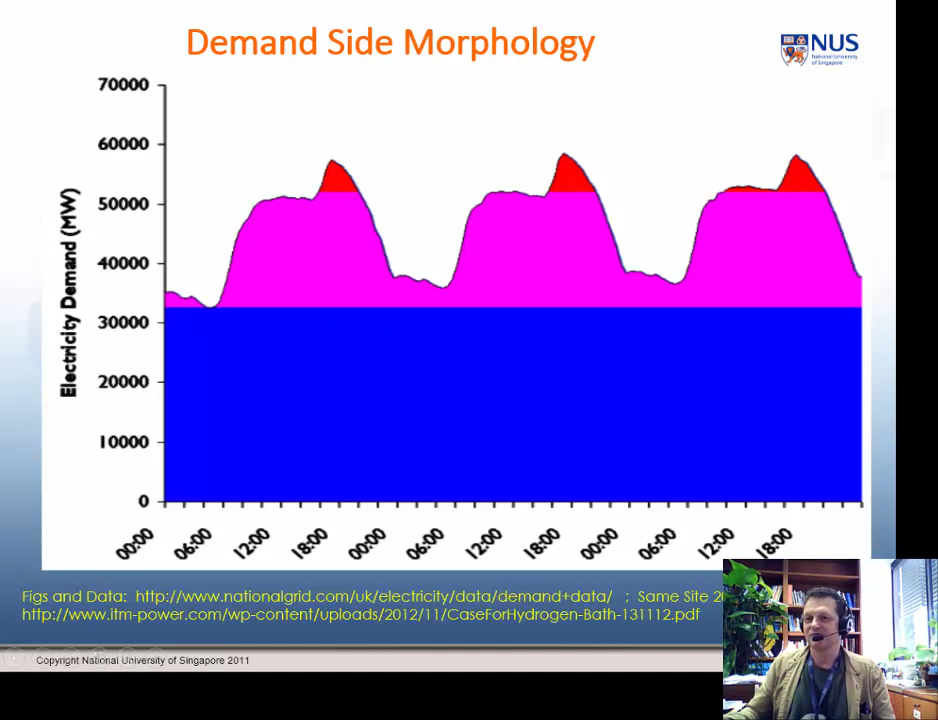 Demand Side Morphology
NUS
National University
of Singapore
70000
60000
50000
40000
30000
20000
10000
0
Electricity Demand (MW)
00:00
06:00
12:00
18:00
00:00
06:00
12:00
18:00
00:00
06:00
12:00
18:00
Figs and Data: http://www.nationalgrid.com/uk/electricity/data/demand+data/ ; Same Site
http://www.itm-power.com/wp-content/uploads/2012/11/CaseForHydrogen-Bath-131112.pdf
Copyright National University of Singapore 2011